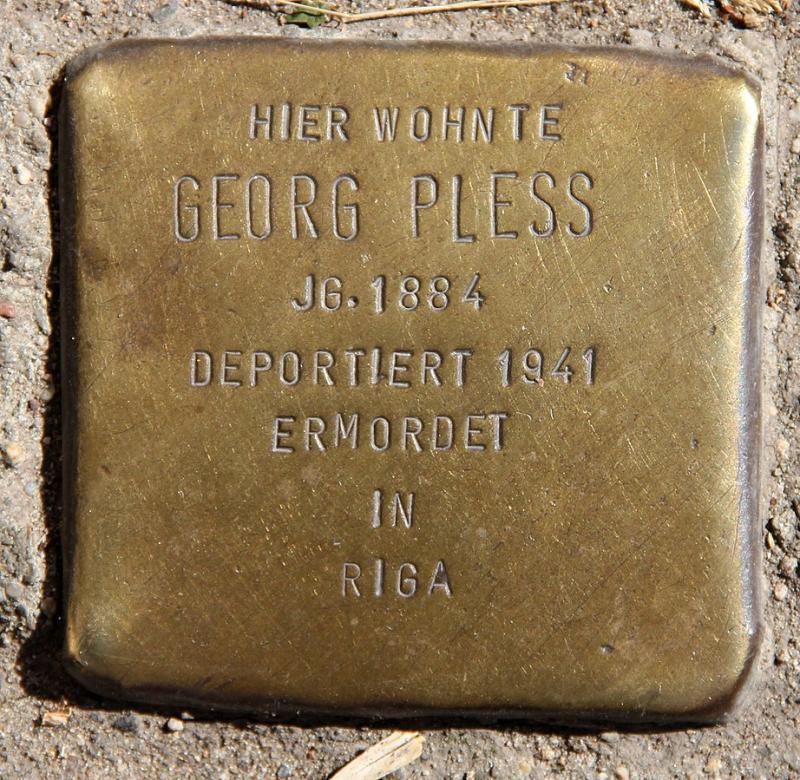 HIER WOHNTE
GEORG PLESS
JG. 1884
DEPORTIERT 1941
ERMORDET
IN
RIGA